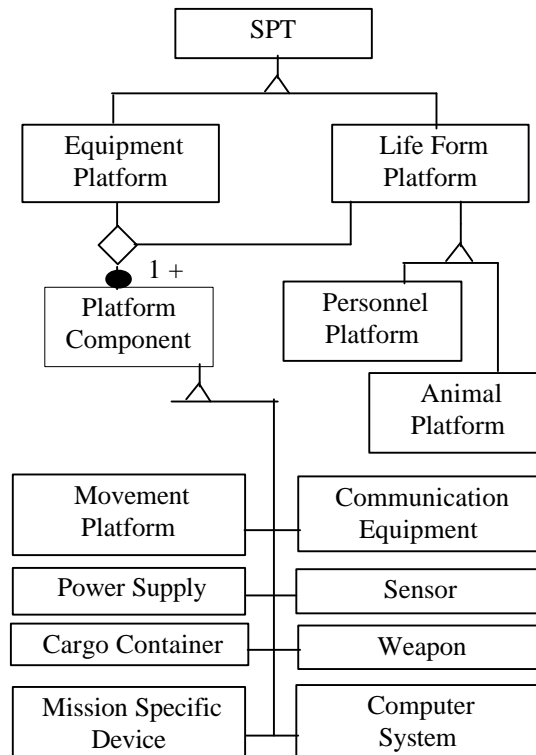 SPT
Equipment
Platform
Life Form
Platform
1 +
Platform
Component
Personnel
Platform
Animal
Platform
Movement
Platform
Communication
Equipment
Power Supply
Sensor
Cargo Container
Weapon
Mission Specific
Device
Computer
System